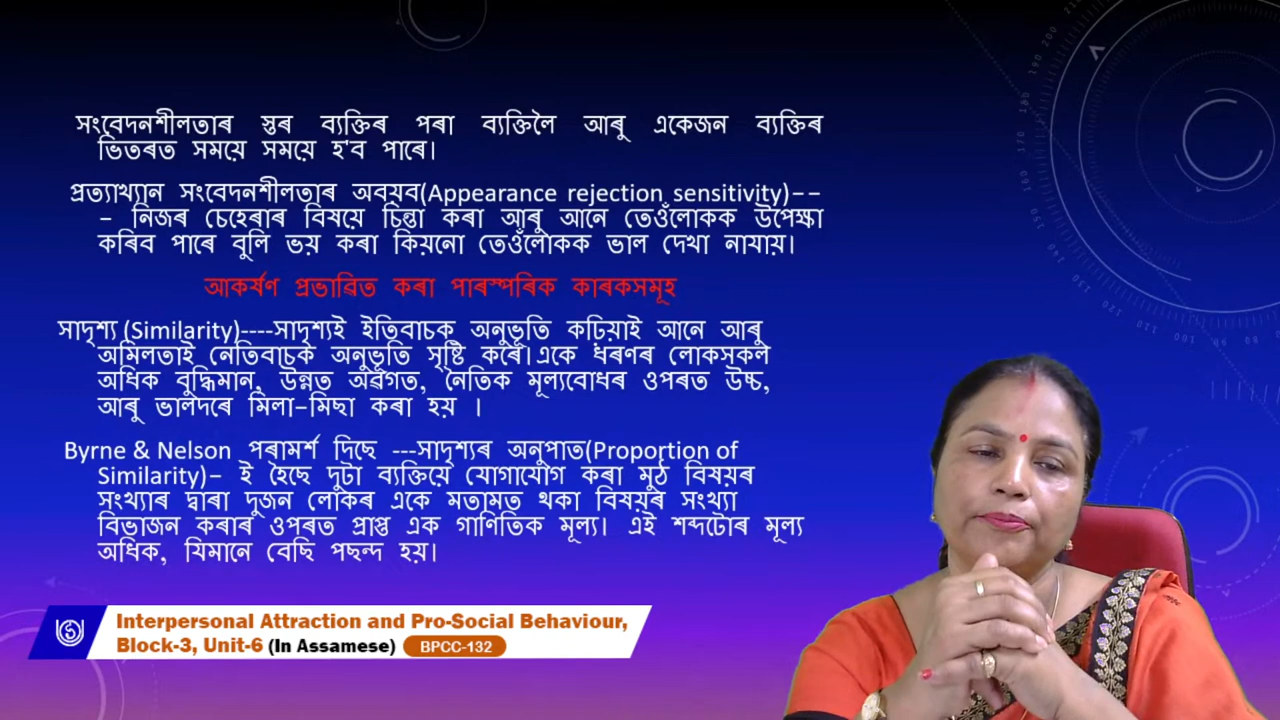 সংবেদনশীলতাৰ স্তৰ ব্যক্তিৰ পৰা ব্যক্তিলৈ আৰু একেজন ব্যক্তিৰ
ভিতৰত সময়ে সময়ে হ'ব পাৰে।
প্ৰত্যাখ্যান সংবেদনশীলতাৰ অবয়ব(Appearance rejection sensitivity)--
- নিজৰ চেহেৰাৰ বিষয়ে চিন্তা কৰা আৰু আনে তেওঁলোকক উপেক্ষা
কৰিব পাৰে বুলি ভয় কৰা কিয়নো তেওঁলোকক ভাল দেখা নাযায়।
আকৰ্ষণ প্ৰভাৱিত কৰা পাৰস্পৰিক কাৰকসমূহ
সাদৃশ্য (Similarity)----সাদৃশ্যই ইতিবাচক অনুভূতি কঢ়িয়াই আনে আৰু
অমিলতাই নেতিবাচক অনুভূতি সৃষ্টি কৰে। একে ধৰণৰ লোকসকল
অধিক বুদ্ধিমান, উন্নত অৱগত, নৈতিক মূল্যবোধৰ ওপৰত উচ্চ,
আৰু ভালদৰে মিলা-মিছা কৰা হয় ।
Byrne & Nelson পৰামৰ্শ দিছে ---সাদৃশ্যৰ অনুপাত(Proportion of
Similarity)- ই হৈছে দুটা ব্যক্তিয়ে যোগাযোগ কৰা মুঠ বিষয়ৰ
সংখ্যাৰ দ্বাৰা দুজন লোকৰ একে মতামত থকা বিষয়ৰ সংখ্যা
বিভাজন কৰাৰ ওপৰত প্ৰাপ্ত এক গাণিতিক মূল্য। এই শব্দটোৰ মূল্য
অধিক, যিমানে বেছি পছন্দ হয়।
Interpersonal Attraction and Pro-Social Behaviour,
Block-3, Unit-6 (In Assamese) BPCC-132